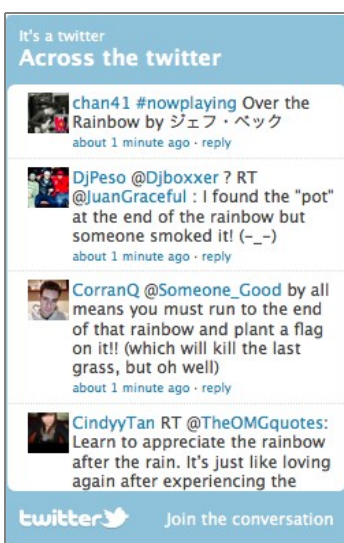 It's a twitter
Across the twitter
chan41 #nowplaying Over the
Rainbow by ジェフ・ベック
about 1 minute ago · reply
DjPeso @Djboxxer ? RT
@JuanGraceful : I found the "pot"
at the end of the rainbow but
someone smoked it! (-_-)
about 1 minute ago · reply
CorranQ @Someone_Good by all
means you must run to the end
of that rainbow and plant a flag
on it!! (which will kill the last
grass, but oh well)
about 1 minute ago · reply
CindyyTan RT @TheOMGquotes:
Learn to appreciate the rainbow
after the rain. It's just like loving
again after experiencing the
twitter Join the conversation